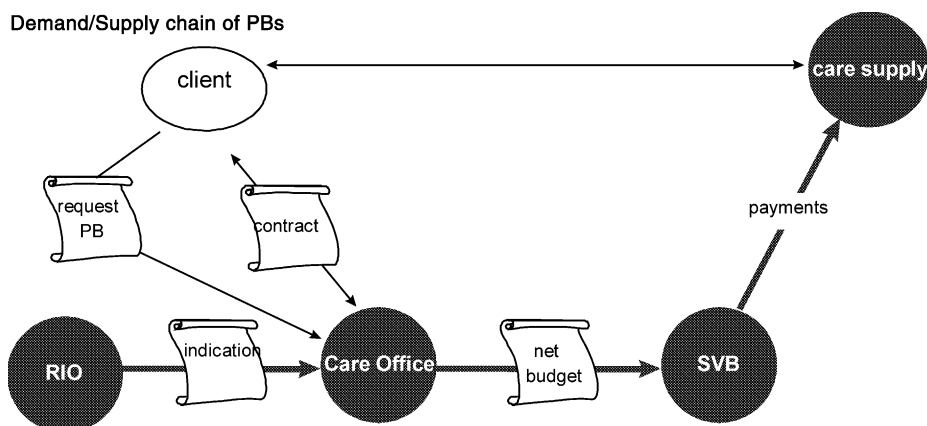 Demand/Supply chain of PBs
client
care supply
request
PB
contract
payments
RIO
indication
Care Office
net
budget
SVB